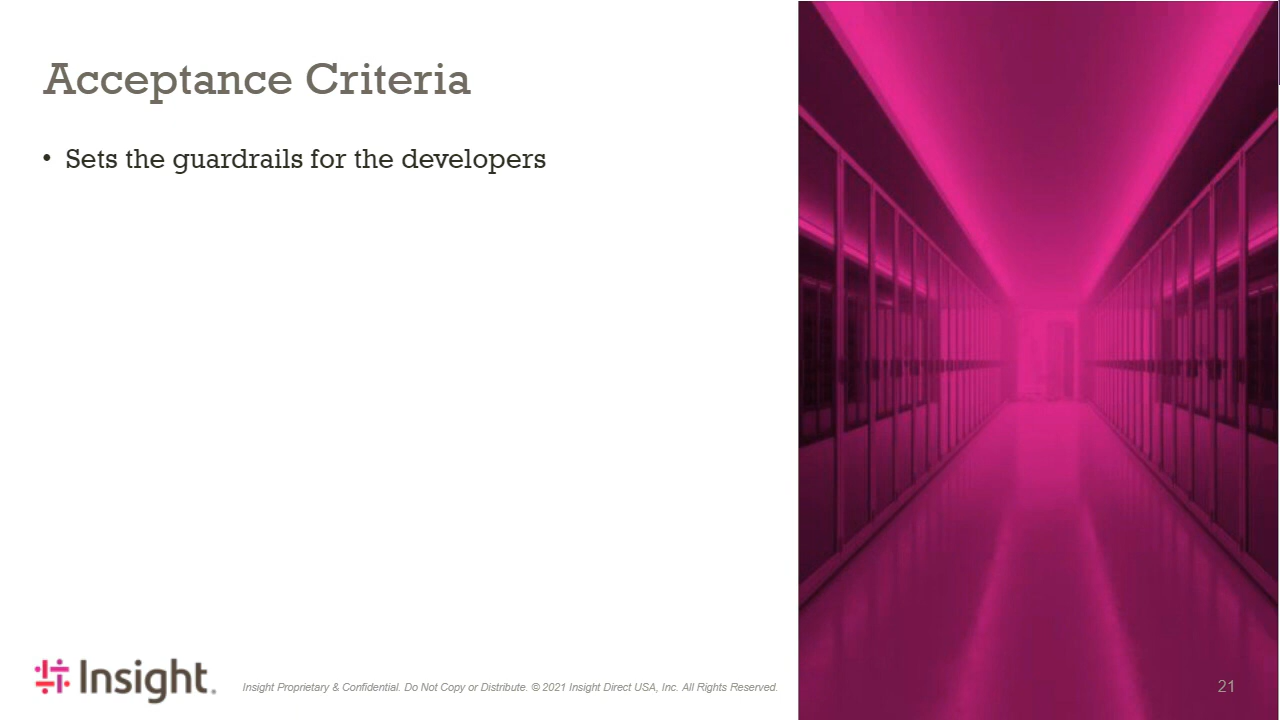 Acceptance Criteria
• Sets the guardrails for the developers
Insight.
Insight Proprietary & Confidential. Do Not Copy or Distribute. © 2021 Insight Direct USA, Inc. All Rights Reserved.
21